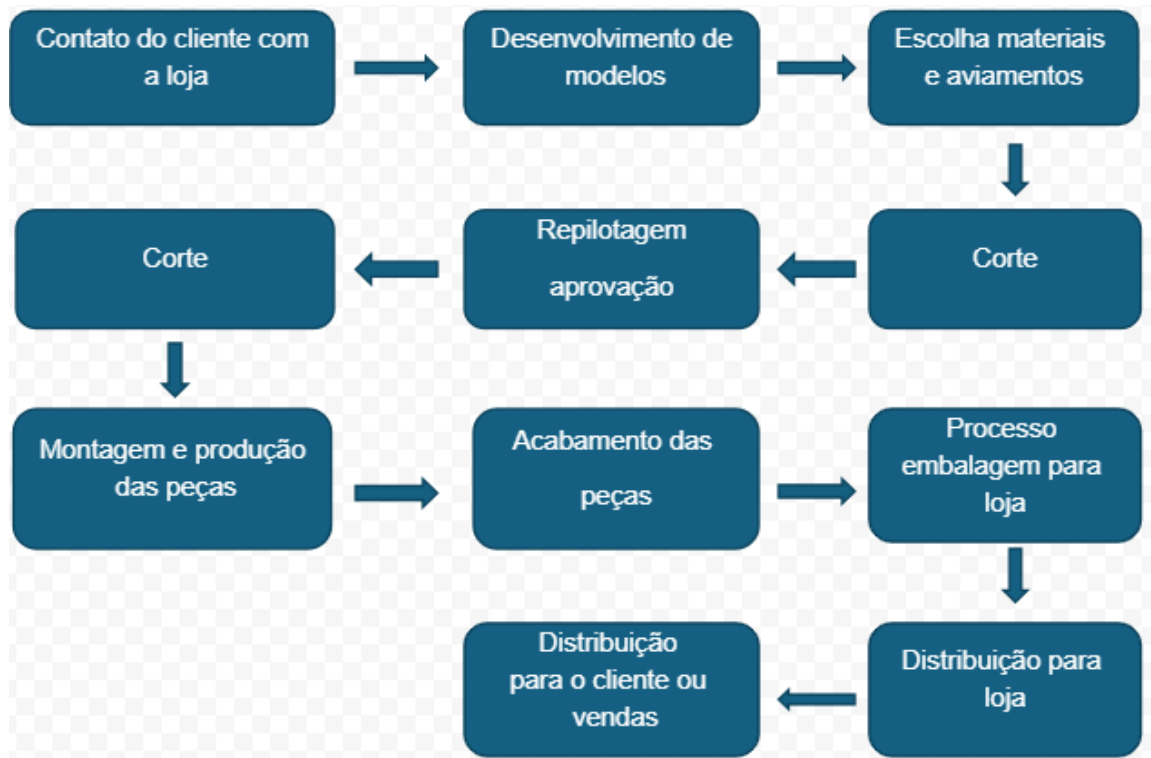 Contato do cliente com
a loja
Desenvolvimento de
modelos
Escolha materiais
e aviamentos
Corte
Repilotagem
aprovação
Corte
Montagem e produção
das peças
Acabamento das
peças
Processo
embalagem para
loja
Distribuição para
loja
Distribuição
para o cliente ou
vendas